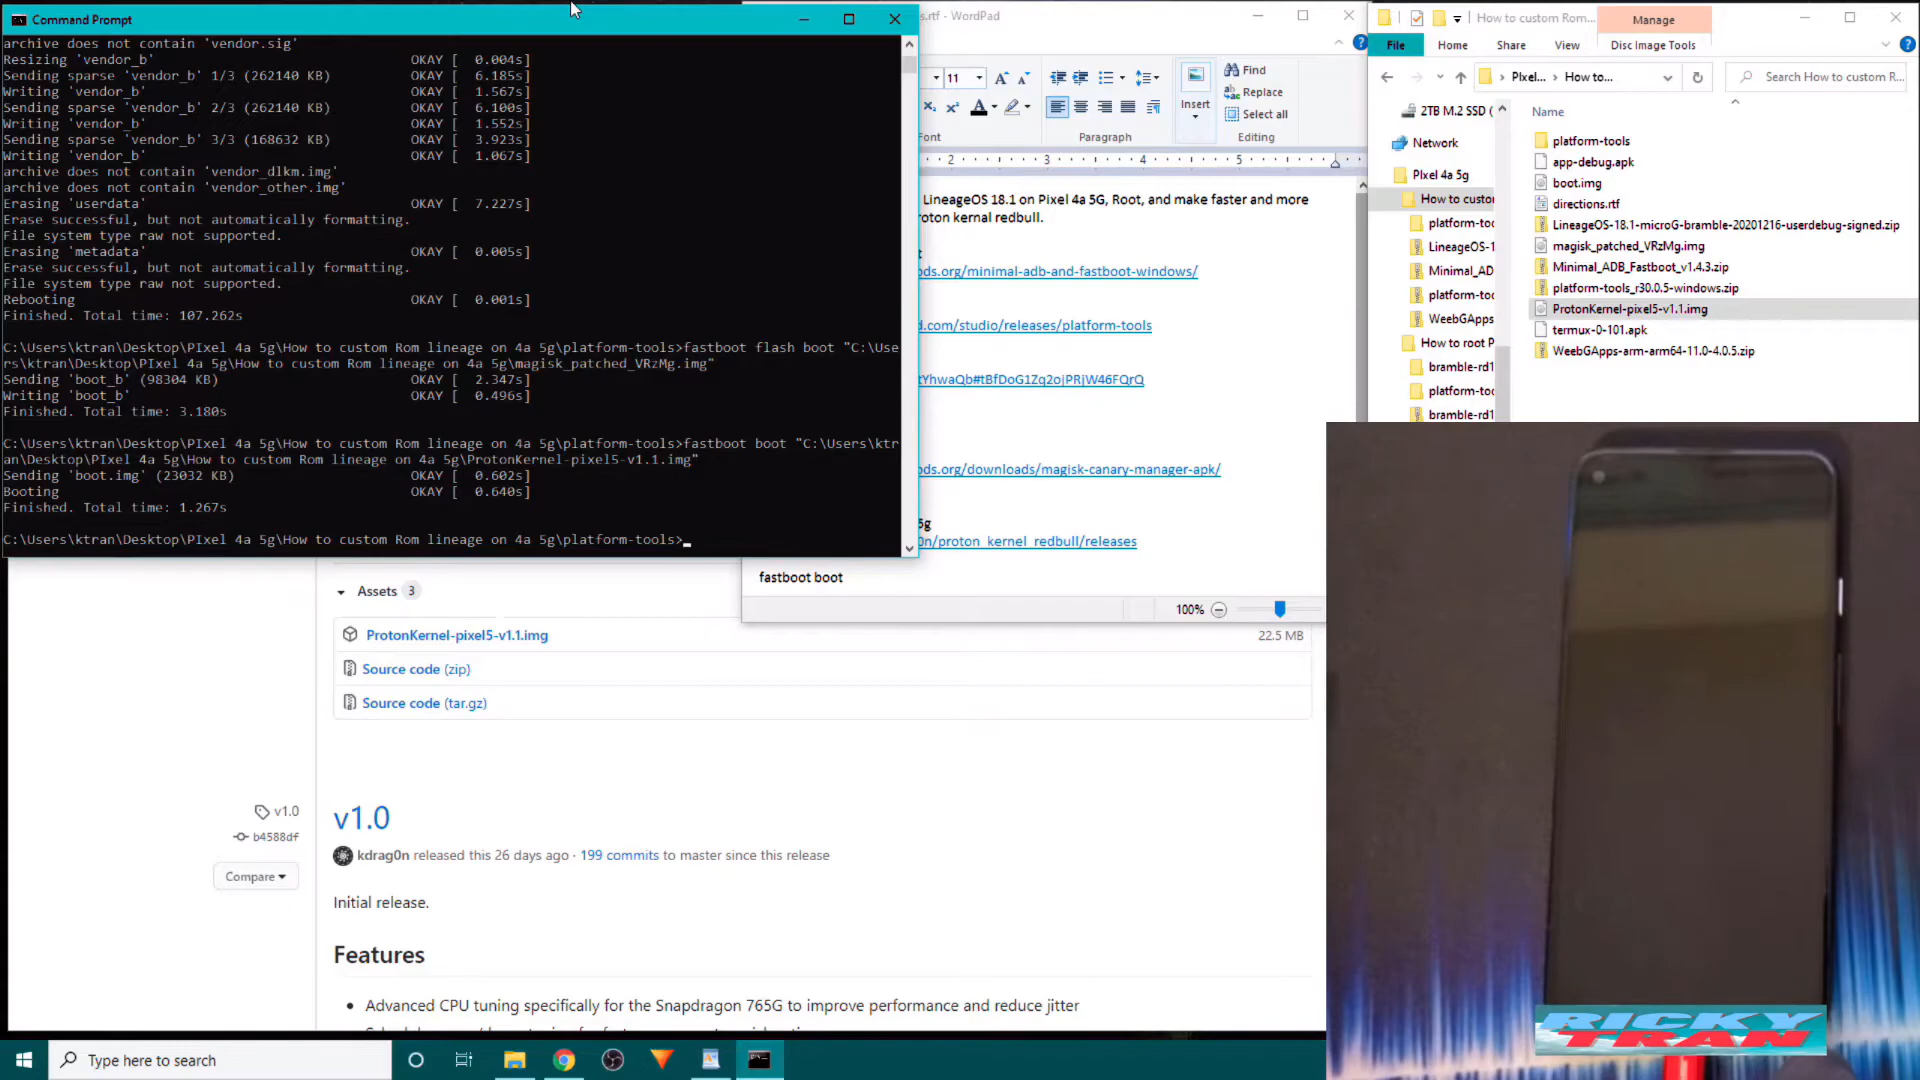 Command Prompt
archive does not contain 'vendor.sig'
Resizing 'vendor_b' OKAY [ 0.004s]
Sending sparse 'vendor_b' 1/3 (262140 KB) OKAY [ 6.185s]
Writing 'vendor_b' OKAY [ 1.567s]
Sending sparse 'vendor_b' 2/3 (262140 KB) OKAY [ 6.100s]
Writing 'vendor_b' OKAY [ 1.552s]
Sending sparse 'vendor_b' 3/3 (168632 KB) OKAY [ 3.923s]
Writing 'vendor_b' OKAY [ 1.067s]
archive does not contain 'vendor_dlkm.img'
archive does not contain 'vendor_other.img'
Erasing 'userdata' OKAY [ 7.227s]
Erase successful, but not automatically formatting.
File system type raw not supported.
Erasing 'metadata' OKAY [ 0.005s]
Erase successful, but not automatically formatting.
File system type raw not supported.
Rebooting OKAY [ 0.001s]
Finished. Total time: 107.262s
C:\Users\ktran\Desktop\PIxel 4a 5g\How to custom Rom lineage on 4a 5g\platform-tools>fastboot flash boot "C:\Use
rs\ktran\Desktop\PIxel 4a 5g\How to custom Rom lineage on 4a 5g\magisk_patched_VRzMg.img"
Sending 'boot_b' (98304 KB) OKAY [ 2.347s]
Writing 'boot_b' OKAY [ 0.496s]
Finished. Total time: 3.180s
C:\Users\ktran\Desktop\PIxel 4a 5g\How to custom Rom lineage on 4a 5g\platform-tools>fastboot boot "C:\Users\ktr
an\Desktop\PIxel 4a 5g\How to custom Rom lineage on 4a 5g\ProtonKernel-pixel5-v1.1.img"
Sending 'boot.img' (23032 KB) OKAY [ 0.602s]
Booting OKAY [ 0.640s]
Finished. Total time: 1.267s
C:\Users\ktran\Desktop\PIxel 4a 5g\How to custom Rom lineage on 4a 5g\platform-tools>_
s.rtf - WordPad
11
Find
Replace
Select all
Insert
ont
Paragraph
Editing
2 3 4 5
LineageOS 18.1 on Pixel 4a 5G, Root, and make faster and more
roton kernal redbull.
t
ods.org/minimal-adb-and-fastboot-windows/
d.com/studio/releases/platform-tools
tYhwaQb#tBfDoG1Zq2ojPRjW46FQrQ
ods.org/downloads/magisk-canary-manager-apk/
5g
0n/proton_kernel_redbull/releases
fastboot boot
100%
How to custom Rom...
Manage
File
Home
Share
View
Disc Image Tools
PIxel...
How to...
Search How to custom R...
2TB M.2 SSD (
Network
PIxel 4a 5g
How to custo
platform-too
LineageOS-1
Minimal_AD
platform-too
WeebGApps
How to root P
bramble-rd1
platform-too
bramble-rd1
Name
platform-tools
app-debug.apk
boot.img
directions.rtf
LineageOS-18.1-microG-bramble-20201216-userdebug-signed.zip
magisk_patched_VRzMg.img
Minimal_ADB_Fastboot_v1.4.3.zip
platform-tools_r30.0.5-windows.zip
ProtonKernel-pixel5-v1.1.img
termux-0-101.apk
WeebGApps-arm-arm64-11.0-4.0.5.zip
Assets 3
ProtonKernel-pixel5-v1.1.img
22.5 MB
Source code (zip)
Source code (tar.gz)
v1.0
b4588df
Compare
v1.0
kdrag0n released this 26 days ago · 199 commits to master since this release
Initial release.
Features
Advanced CPU tuning specifically for the Snapdragon 765G to improve performance and reduce jitter
RICKY
TRAN
Type here to search